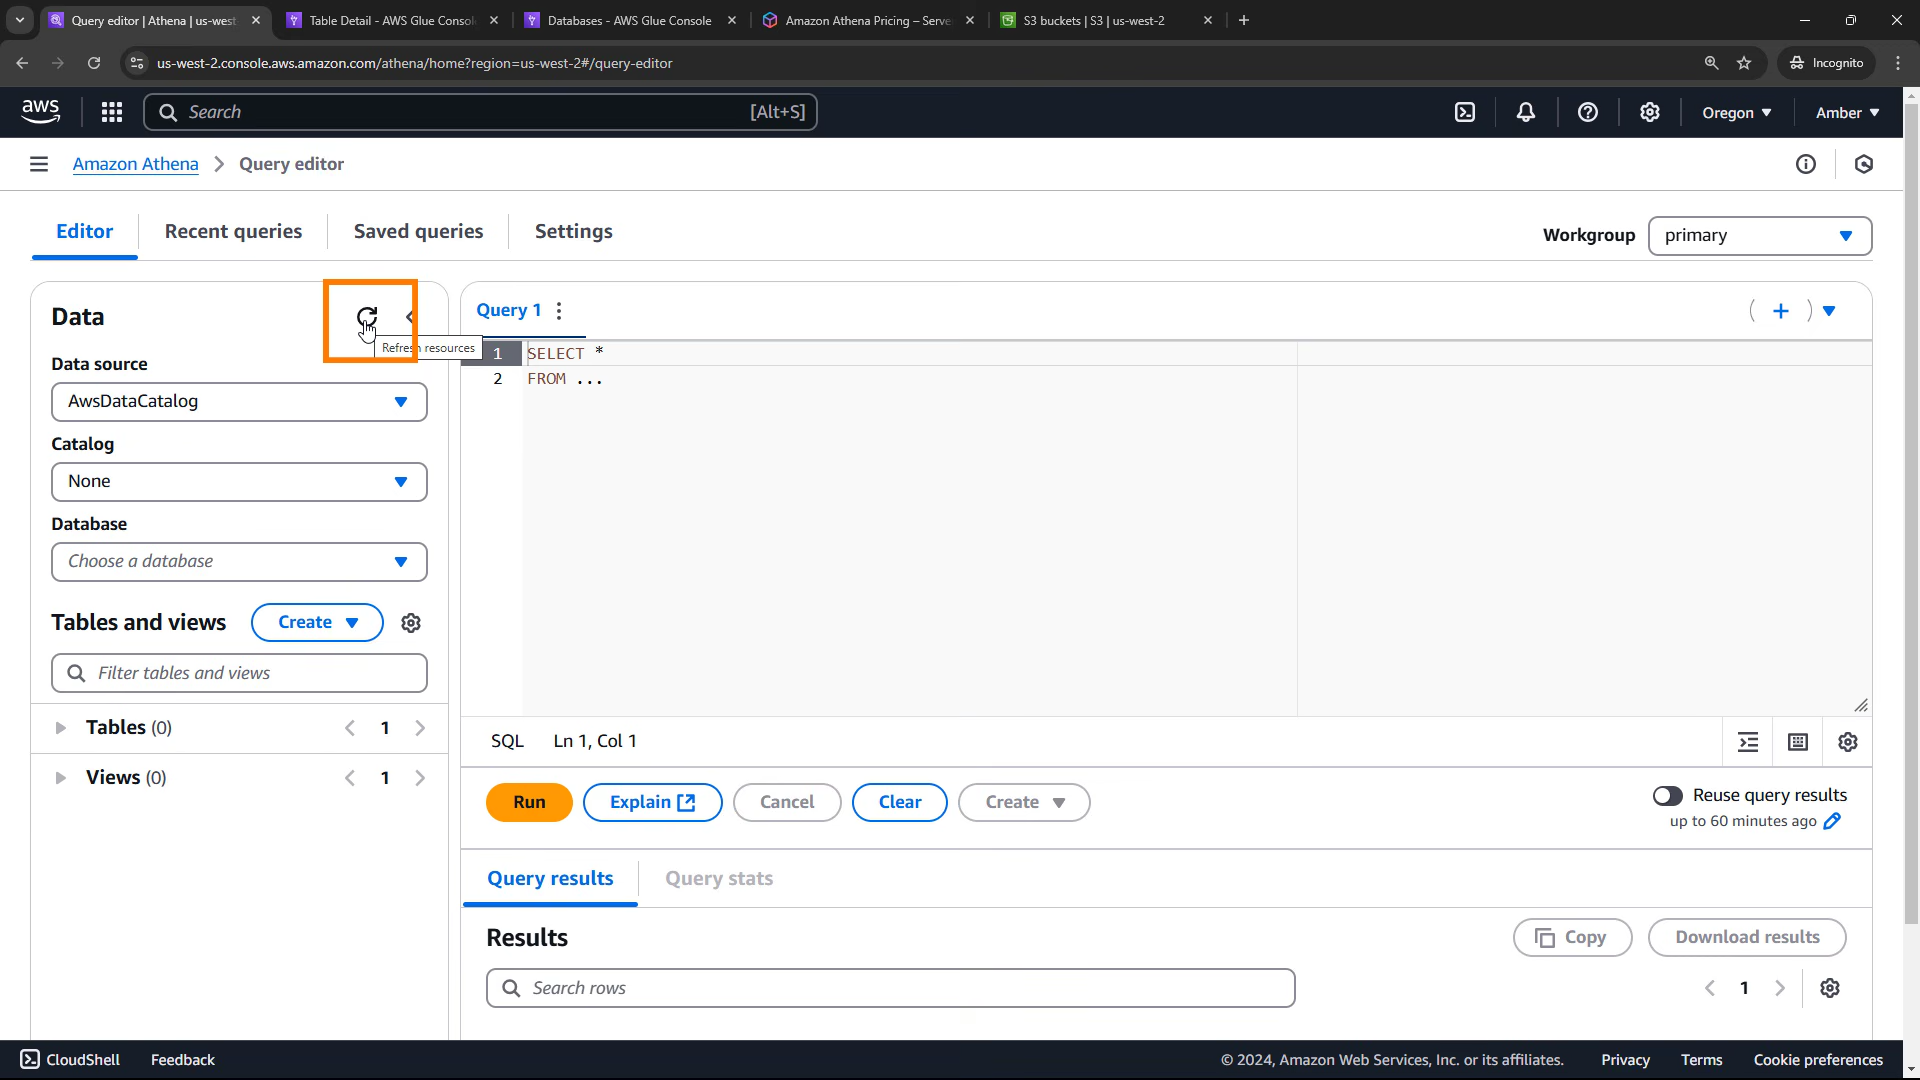 Query editor | Athena | us-west
Table Detail - AWS Glue Consol
Databases - AWS Glue Console
Amazon Athena Pricing – Serve
S3 buckets | S3 | us-west-2
us-west-2.console.aws.amazon.com/athena/home?region=us-west-2#/query-editor
Incognito
aws
Search
[Alt+S]
Oregon
Amber
Amazon Athena
Query editor
Editor
Recent queries
Saved queries
Settings
Workgroup
primary
Data
Refresh resources
Data source
AwsDataCatalog
Catalog
None
Database
Choose a database
Tables and views
Create
Filter tables and views
Tables (0)
1
Views (0)
1
Query 1
1 SELECT *
2 FROM ...
SQL
Ln 1, Col 1
Run
Explain
Cancel
Clear
Create
Reuse query results
up to 60 minutes ago
Query results
Query stats
Results
Copy
Download results
Search rows
1
CloudShell
Feedback
© 2024, Amazon Web Services, Inc. or its affiliates.
Privacy
Terms
Cookie preferences